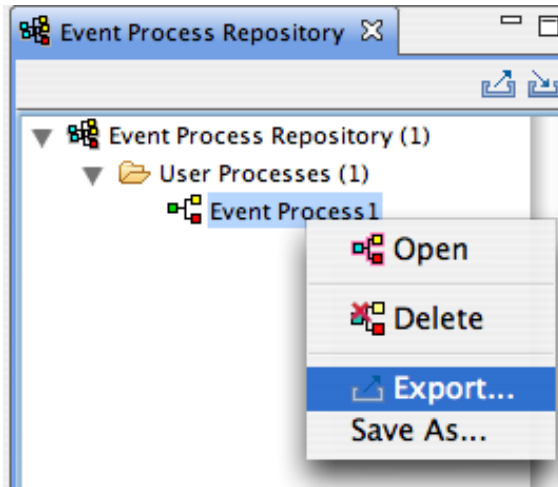 Event Process Repository
Event Process Repository (1)
User Processes (1)
Event Process1
Open
Delete
Export...
Save As...